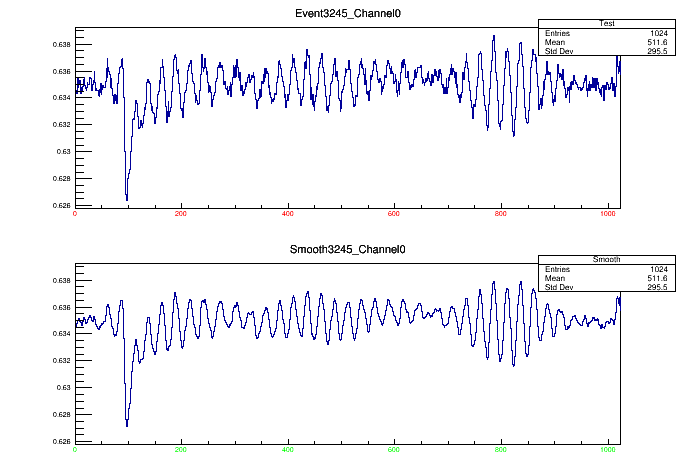 Event3245_Channel0
Test
Entries 1024
Mean 511.6
Std Dev 295.5
0.638
0.636
0.634
0.632
0.63
0.628
0.626
0 200 400 600 800 1000
Smooth3245_Channel0
Smooth
Entries 1024
Mean 511.6
Std Dev 295.5
0.638
0.636
0.634
0.632
0.63
0.628
0.626
0 200 400 600 800 1000